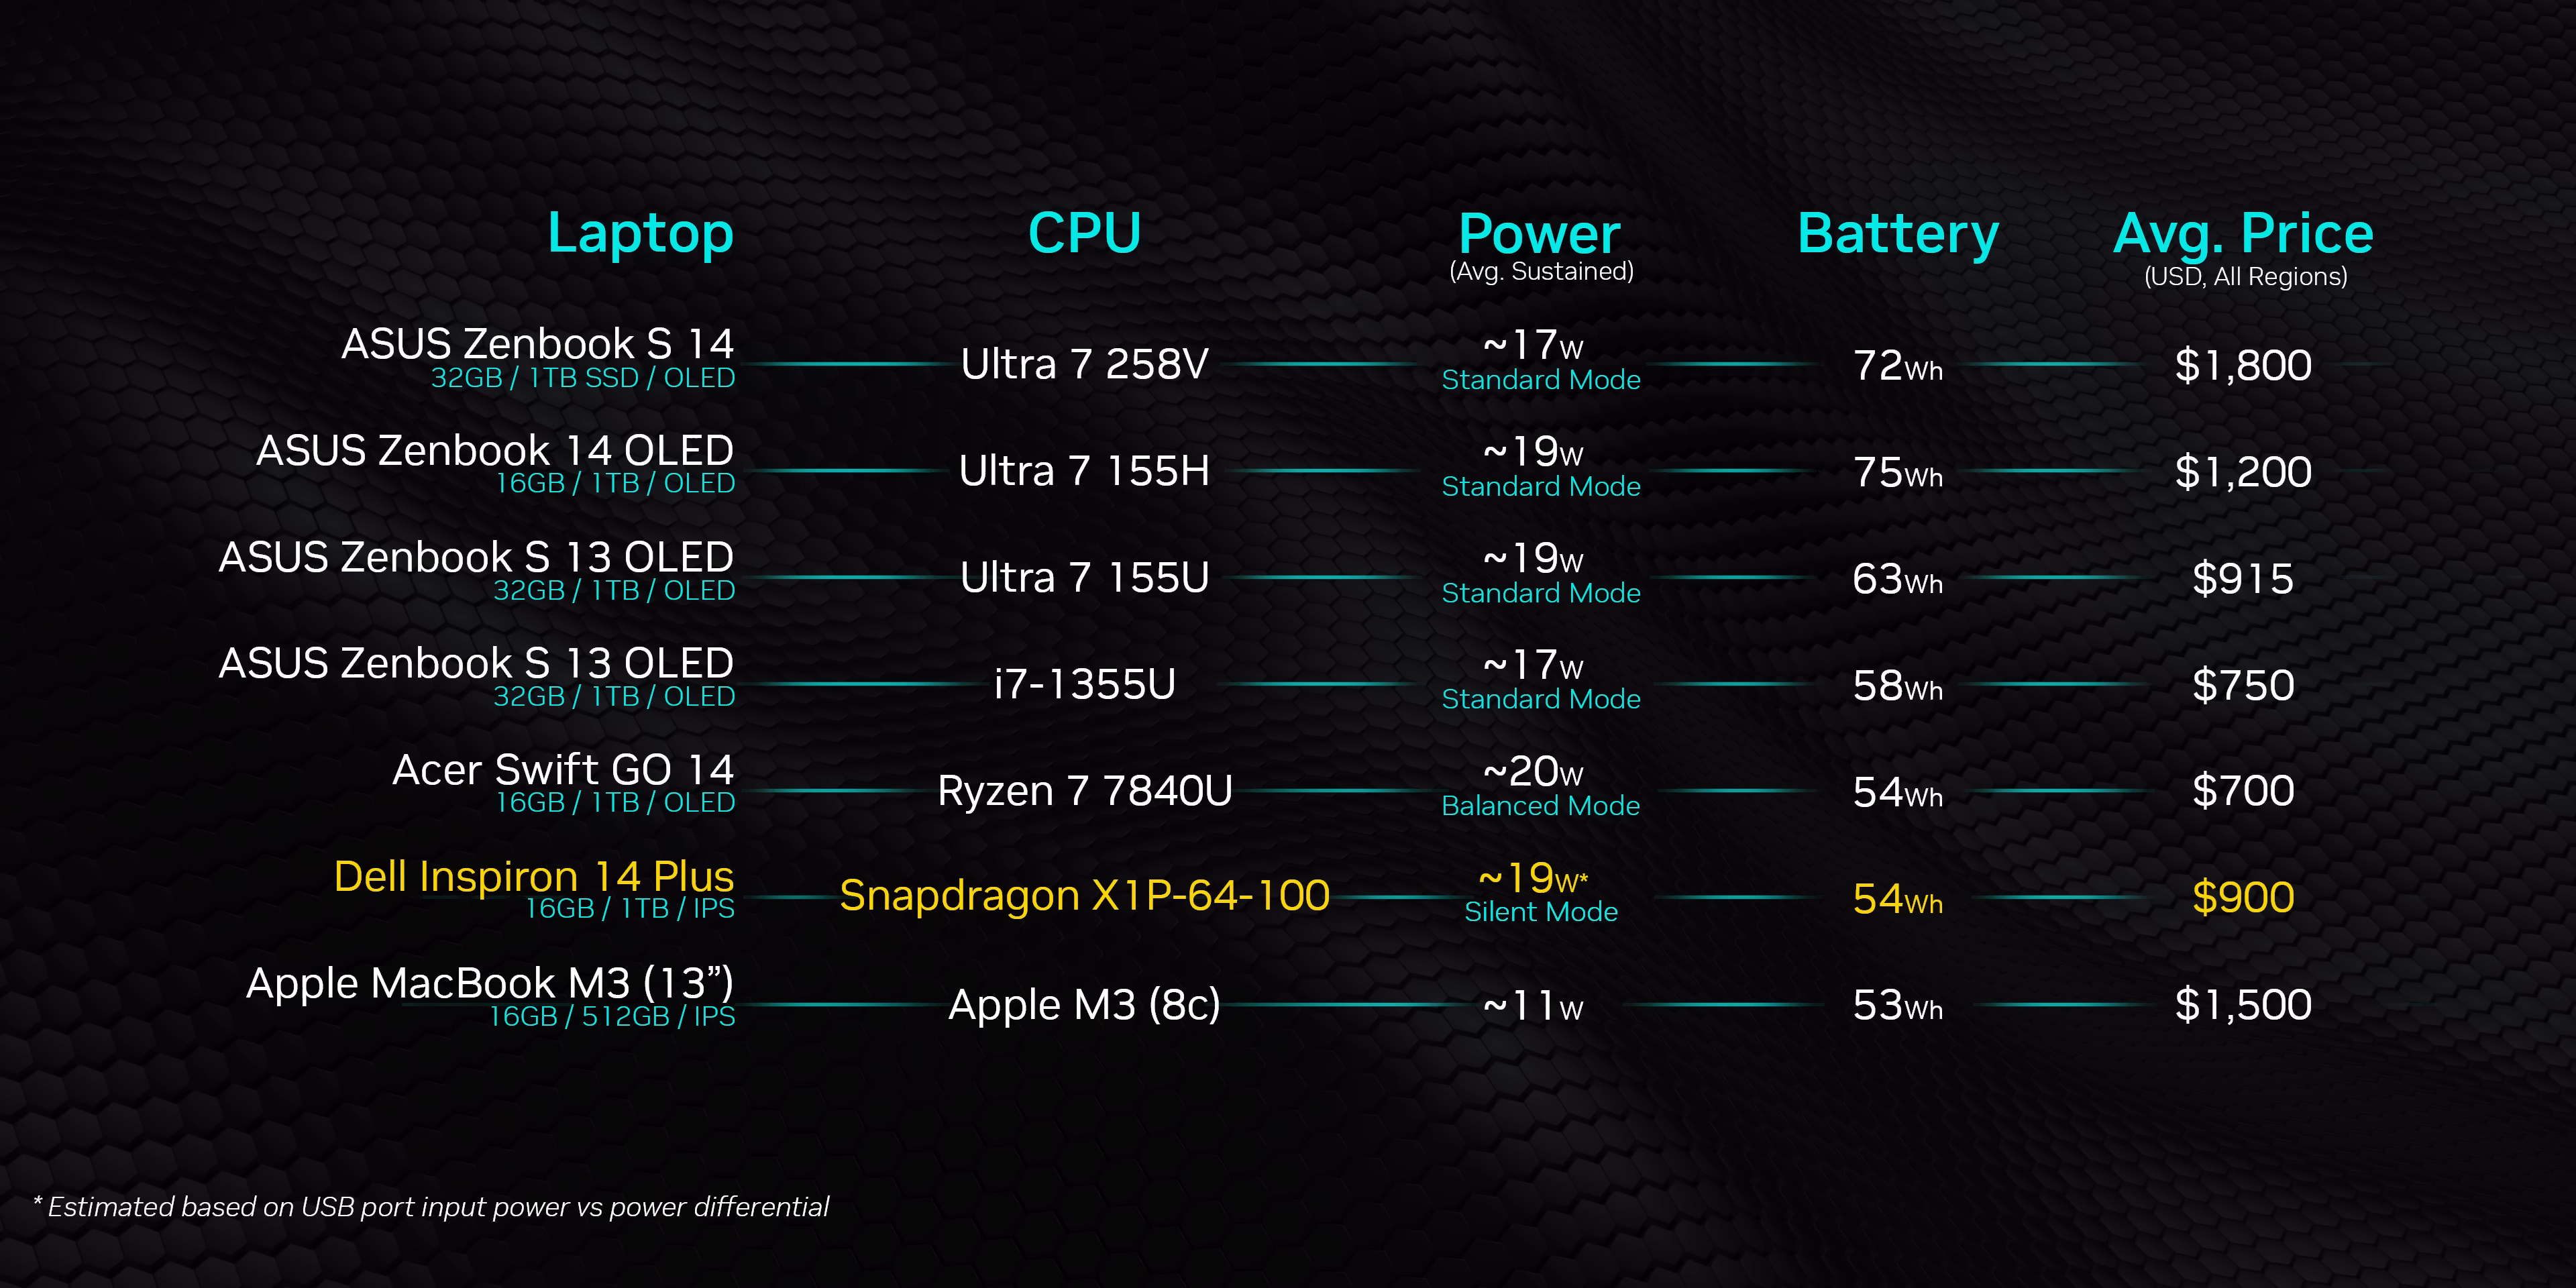 Laptop CPU Power Battery Avg. Price
(Avg. Sustained) (USD, All Regions)
ASUS Zenbook S 14
32GB / 1TB SSD / OLED
Ultra 7 258V
~17W
Standard Mode
72Wh
$1,800
ASUS Zenbook 14 OLED
16GB / 1TB / OLED
Ultra 7 155H
~19W
Standard Mode
75Wh
$1,200
ASUS Zenbook S 13 OLED
32GB / 1TB / OLED
Ultra 7 155U
~19W
Standard Mode
63Wh
$915
ASUS Zenbook S 13 OLED
32GB / 1TB / OLED
i7-1355U
~17W
Standard Mode
58Wh
$750
Acer Swift GO 14
16GB / 1TB / OLED
Ryzen 7 7840U
~20W
Balanced Mode
54Wh
$700
Dell Inspiron 14 Plus
16GB / 1TB / IPS
Snapdragon X1P-64-100
~19W*
Silent Mode
54Wh
$900
Apple MacBook M3 (13”)
16GB / 512GB / IPS
Apple M3 (8c)
~11W
53Wh
$1,500
* Estimated based on USB port input power vs power differential